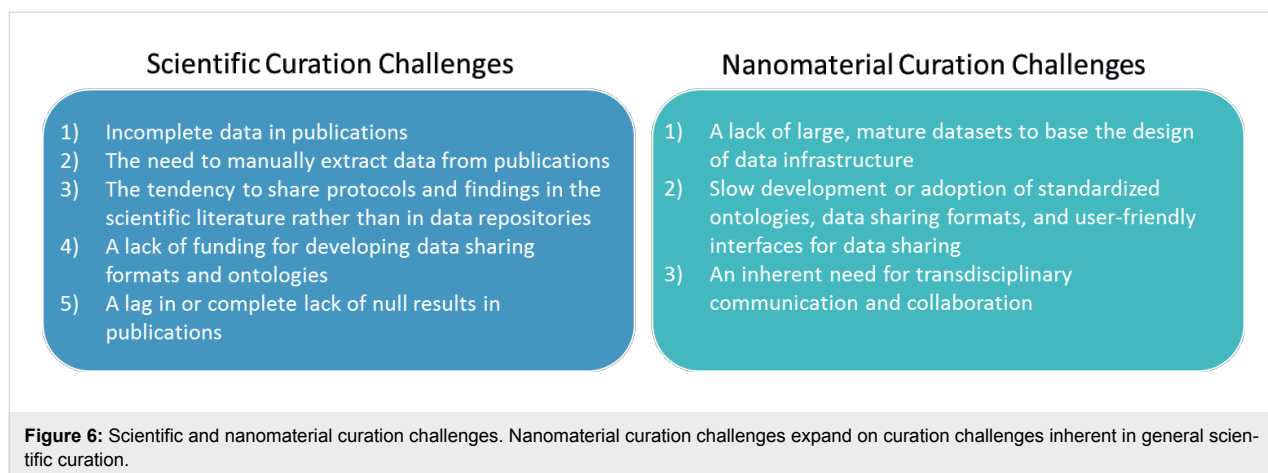 Scientific Curation Challenges
1) Incomplete data in publications
2) The need to manually extract data from publications
3) The tendency to share protocols and findings in the
scientific literature rather than in data repositories
4) A lack of funding for developing data sharing
formats and ontologies
5) A lag in or complete lack of null results in
publications
Nanomaterial Curation Challenges
1) A lack of large, mature datasets to base the design
of data infrastructure
2) Slow development or adoption of standardized
ontologies, data sharing formats, and user-friendly
interfaces for data sharing
3) An inherent need for transdisciplinary
communication and collaboration
Figure 6: Scientific and nanomaterial curation challenges. Nanomaterial curation challenges expand on curation challenges inherent in general scien-
tific curation.